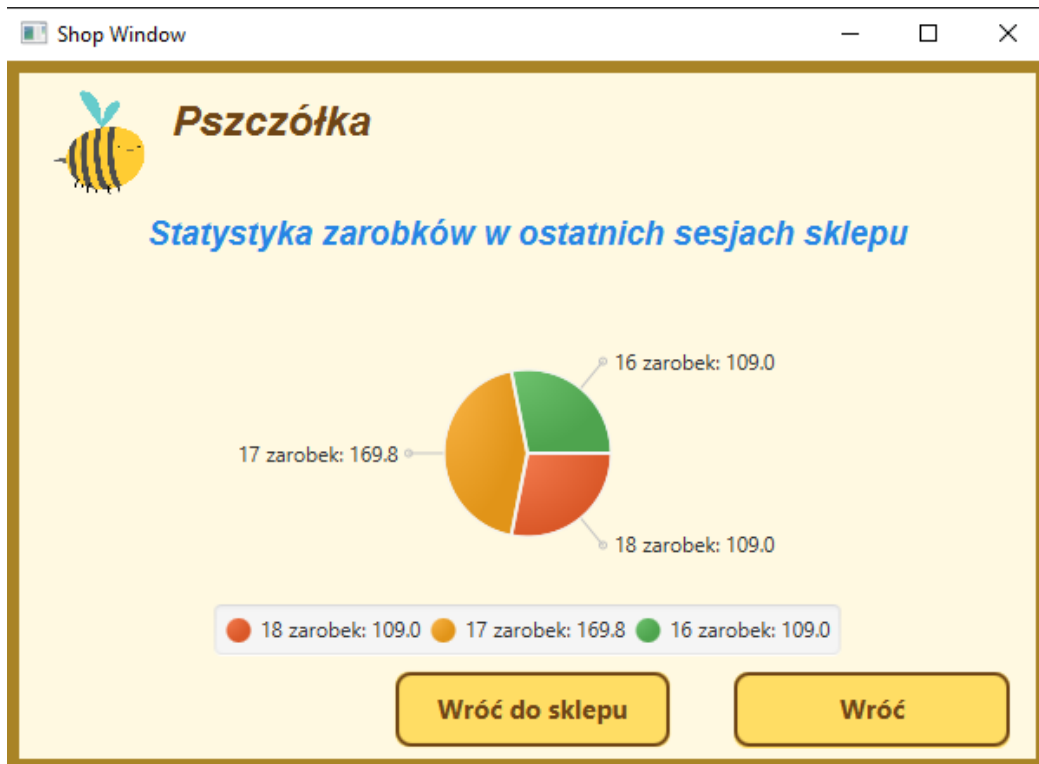 Shop Window
Pszczółka
Statystyka zarobków w ostatnich sesjach sklepu
16 zarobek: 109.0
17 zarobek: 169.8
18 zarobek: 109.0
18 zarobek: 109.0 17 zarobek: 169.8 16 zarobek: 109.0
Wróć do sklepu Wróć